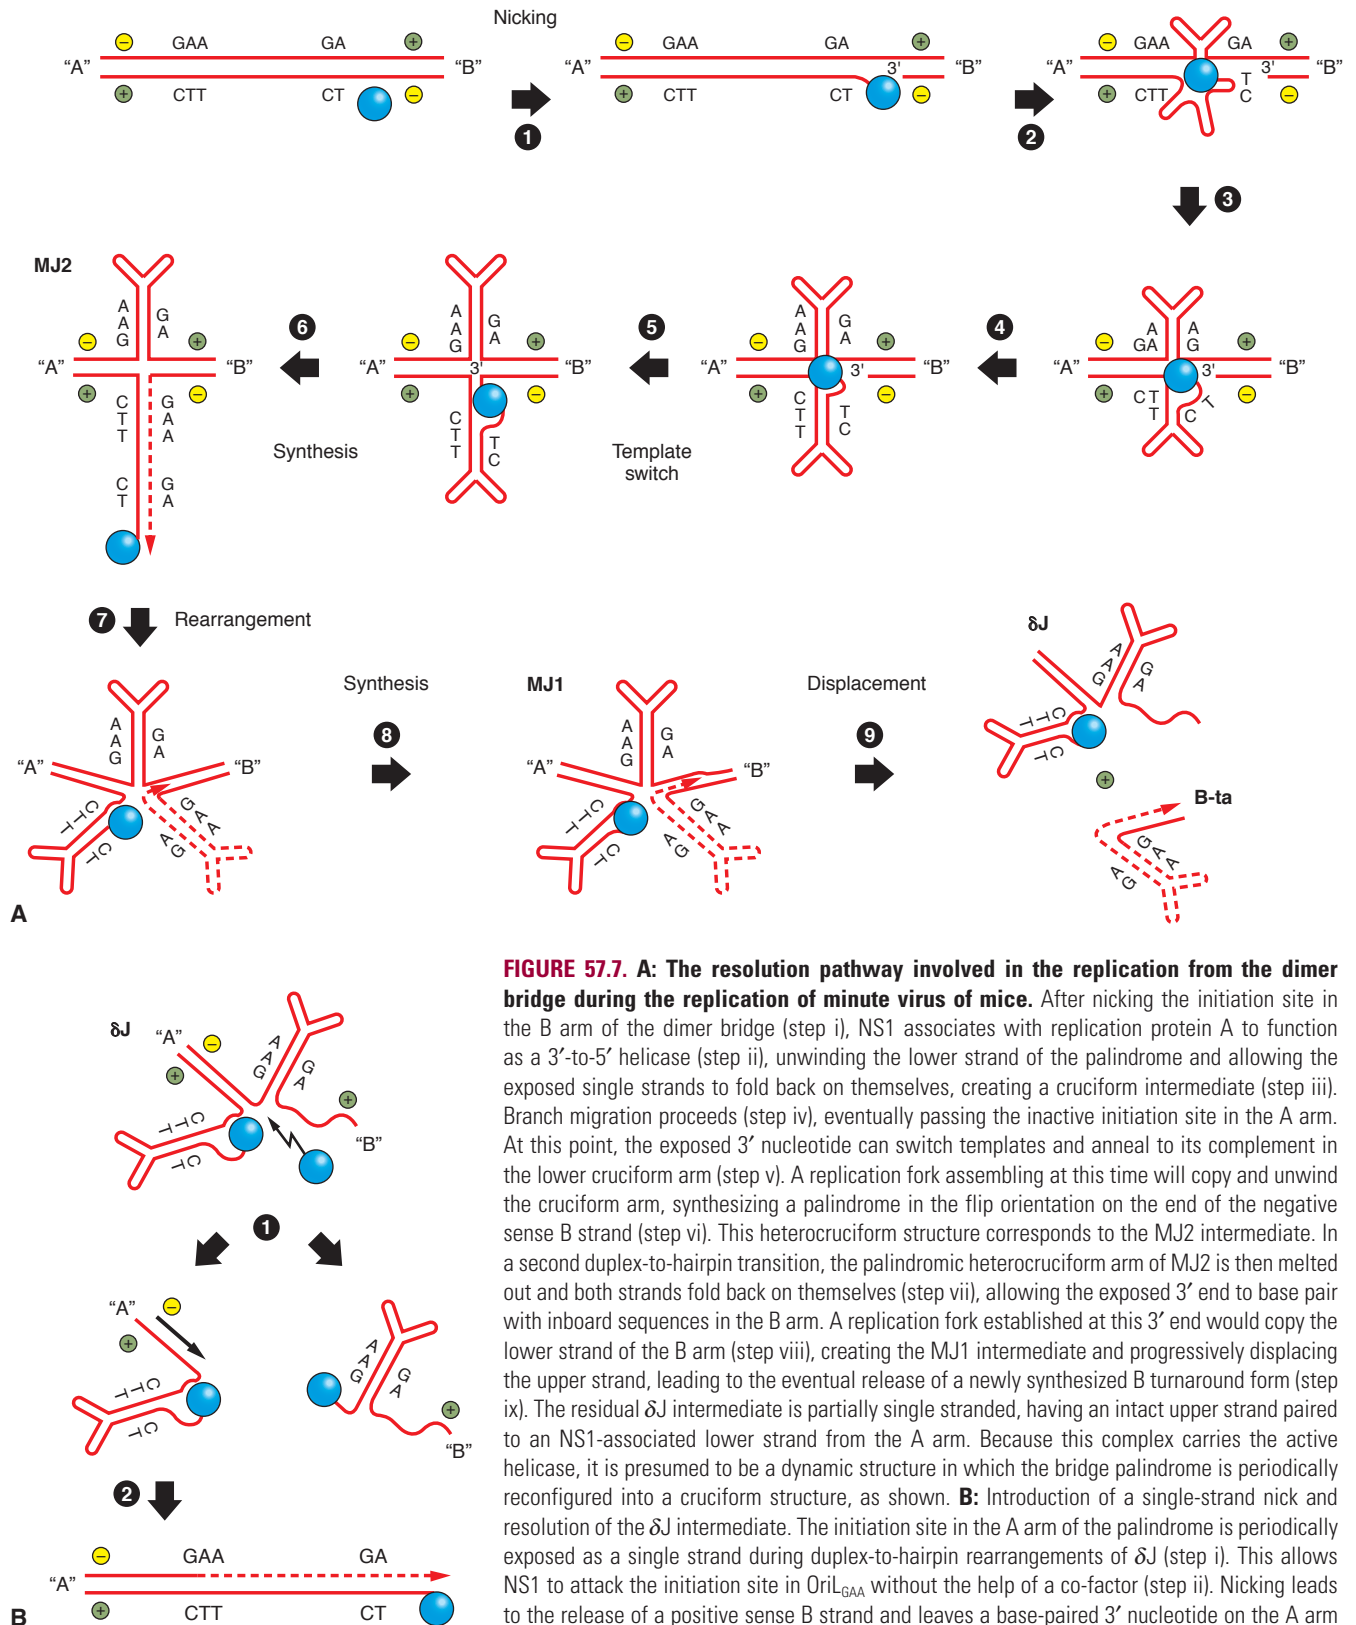 Nicking
− GAA GA +
"A" "B"
+ CTT CT −
1
− GAA GA +
"A" 3' "B"
+ CTT CT −
2
− GAA GA +
"A" T 3' "B"
+ CTT C −
3
MJ2
A A G G A
− +
"A" "B"
+ −
C T T G A A
C T G A
6
Synthesis
A A G G A
− +
"A" 3' "B"
+ −
C T T T C
5
Template
switch
A A G G A
− +
"A" 3' "B"
+ −
C T T T C
4
A GA A G
− +
"A" 3' "B"
+ −
C T T C T
7 Rearrangement
A A G G A
"A" "B"
CTT CT GAA AG
Synthesis
8
MJ1
A A G G A
"A" "B"
CTT CT GAA AG
Displacement
9
δJ
A A G G A
CTT CT
+
B-ta
GAA AG
A
δJ
"A" −
+
A A G G A
+
"B"
CTT CT
1
"A" −
+
CTT CT
A A G G A
+
"B"
2
− GAA GA
"A"
+ CTT CT
B
FIGURE 57.7. A: The resolution pathway involved in the replication from the dimer
bridge during the replication of minute virus of mice. After nicking the initiation site in
the B arm of the dimer bridge (step i), NS1 associates with replication protein A to function
as a 3′-to-5′ helicase (step ii), unwinding the lower strand of the palindrome and allowing the
exposed single strands to fold back on themselves, creating a cruciform intermediate (step iii).
Branch migration proceeds (step iv), eventually passing the inactive initiation site in the A arm.
At this point, the exposed 3′ nucleotide can switch templates and anneal to its complement in
the lower cruciform arm (step v). A replication fork assembling at this time will copy and unwind
the cruciform arm, synthesizing a palindrome in the flip orientation on the end of the negative
sense B strand (step vi). This heterocruciform structure corresponds to the MJ2 intermediate. In
a second duplex-to-hairpin transition, the palindromic heterocruciform arm of MJ2 is then melted
out and both strands fold back on themselves (step vii), allowing the exposed 3′ end to base pair
with inboard sequences in the B arm. A replication fork established at this 3′ end would copy the
lower strand of the B arm (step viii), creating the MJ1 intermediate and progressively displacing
the upper strand, leading to the eventual release of a newly synthesized B turnaround form (step
ix). The residual δJ intermediate is partially single stranded, having an intact upper strand paired
to an NS1-associated lower strand from the A arm. Because this complex carries the active
helicase, it is presumed to be a dynamic structure in which the bridge palindrome is periodically
reconfigured into a cruciform structure, as shown. B: Introduction of a single-strand nick and
resolution of the δJ intermediate. The initiation site in the A arm of the palindrome is periodically
exposed as a single strand during duplex-to-hairpin rearrangements of δJ (step i). This allows
NS1 to attack the initiation site in OriLGAA without the help of a co-factor (step ii). Nicking leads
to the release of a positive sense B strand and leaves a base-paired 3′ nucleotide on the A arm